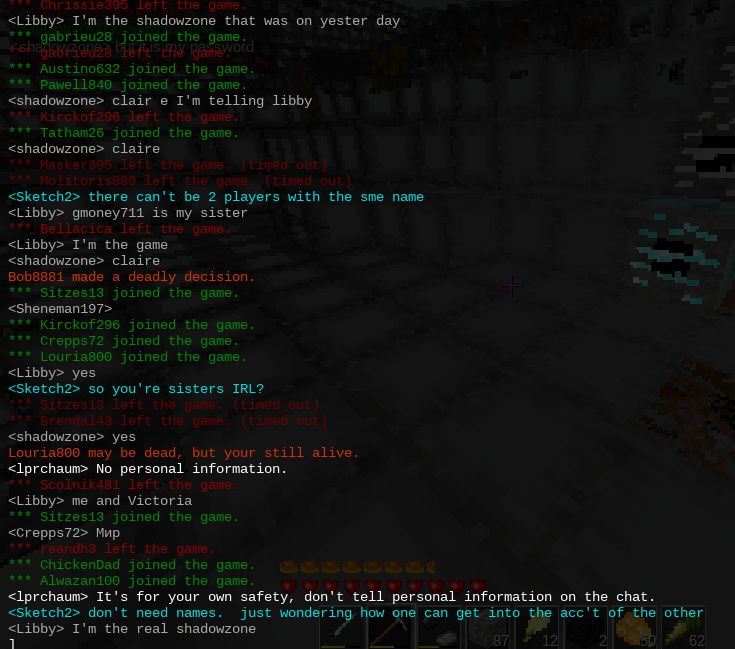 *** Chrissie395 left the game.
<Libby> I'm the shadowzone that was on yester day
*** gabrieu28 joined the game.
<shadowzone> but it is my password
*** gabrieu28 left the game.
*** Austino632 joined the game.
*** Pawell840 joined the game.
<shadowzone> clair e I'm telling libby
*** Kirckof296 left the game.
*** Tatham26 joined the game.
<shadowzone> claire
*** Masker395 left the game. (timed out)
*** Molitoris889 left the game. (timed out)
<Sketch2> there can't be 2 players with the sme name
<Libby> gmoney711 is my sister
*** Bellacica left the game.
<Libby> I'm the game
<shadowzone> claire
Bob8881 made a deadly decision.
*** Sitzes13 joined the game.
<Sheneman197>
*** Kirckof296 joined the game.
*** Crepps72 joined the game.
*** Louria800 joined the game.
<Libby> yes
<Sketch2> so you're sisters IRL?
*** Sitzes13 left the game. (timed out)
*** Brendal43 left the game. (timed out)
<shadowzone> yes
Louria800 may be dead, but your still alive.
<lprchaum> No personal information.
*** Scolnik481 left the game.
<Libby> me and Victoria
*** Sitzes13 joined the game.
<Crepps72> Мир
*** reandh3 left the game.
*** ChickenDad joined the game.
*** Alwazan100 joined the game.
<lprchaum> It's for your own safety, don't tell personal information on the chat.
<Sketch2> don't need names.  just wondering how one can get into the acc't of the other
<Libby> I'm the real shadowzone
87 12 2 50 62
]